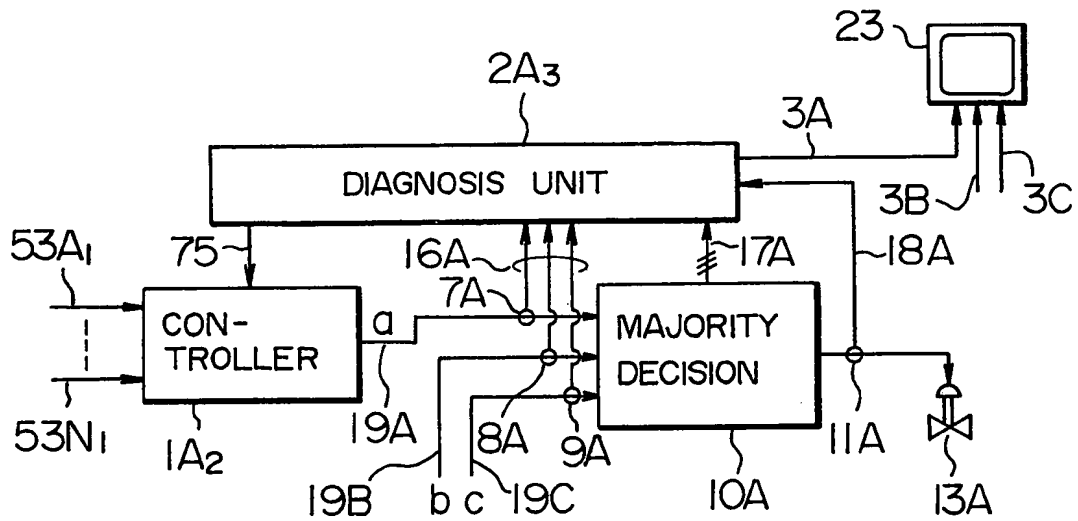 23
2A3
3A
DIAGNOSIS UNIT
3B
3C
53A1
75
16A
17A
18A
7A
CON-
TROLLER
a
MAJORITY
DECISION
53N1
1A2
19A
8A
9A
11A
19B
b
c
19C
10A
13A